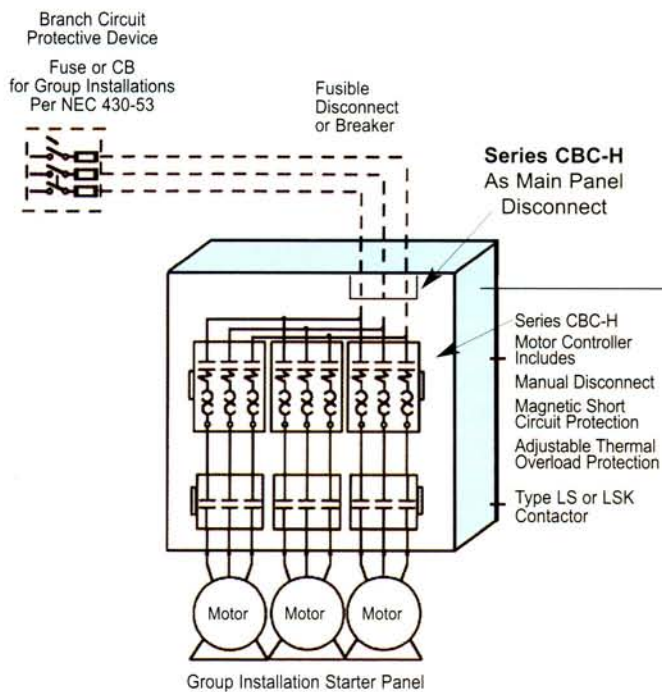 Branch Circuit
Protective Device
Fuse or CB
for Group Installations
Per NEC 430-53
Fusible
Disconnect
or Breaker
Series CBC-H
As Main Panel
Disconnect
Series CBC-H
Motor Controller
Includes
Manual Disconnect
Magnetic Short
Circuit Protection
Adjustable Thermal
Overload Protection
Type LS or LSK
Contactor
Motor Motor Motor
Group Installation Starter Panel